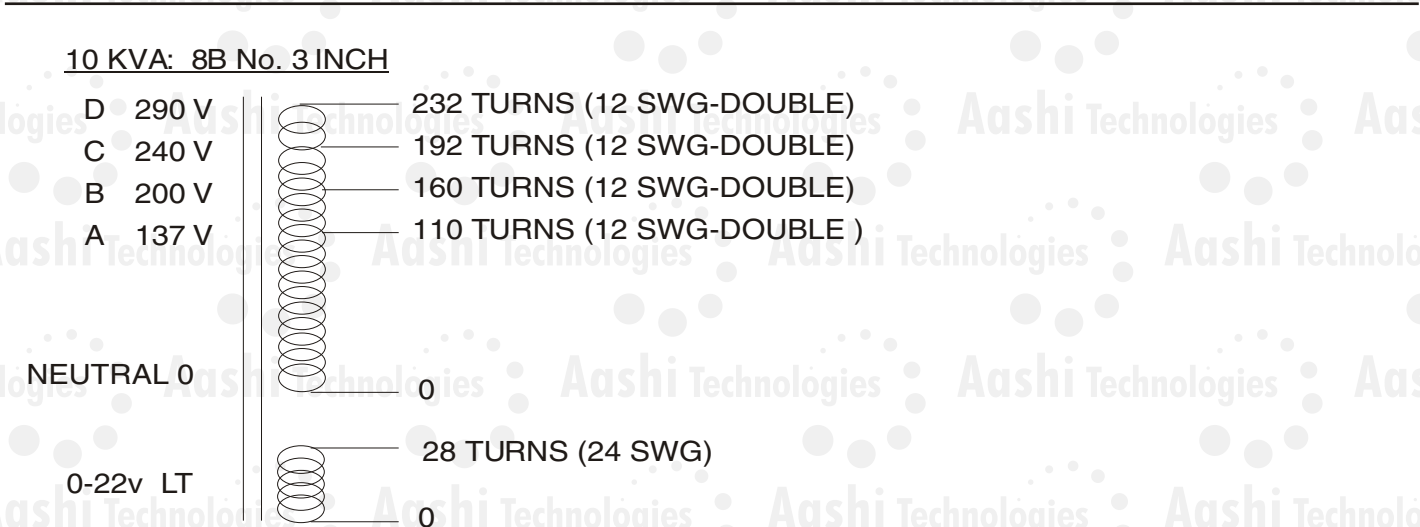 10 KVA: 8B No. 3 INCH
D 290 V 232 TURNS (12 SWG-DOUBLE)
C 240 V 192 TURNS (12 SWG-DOUBLE)
B 200 V 160 TURNS (12 SWG-DOUBLE)
A 137 V 110 TURNS (12 SWG-DOUBLE )
NEUTRAL 0 0
28 TURNS (24 SWG)
0-22v LT
0
Aashi Technologies